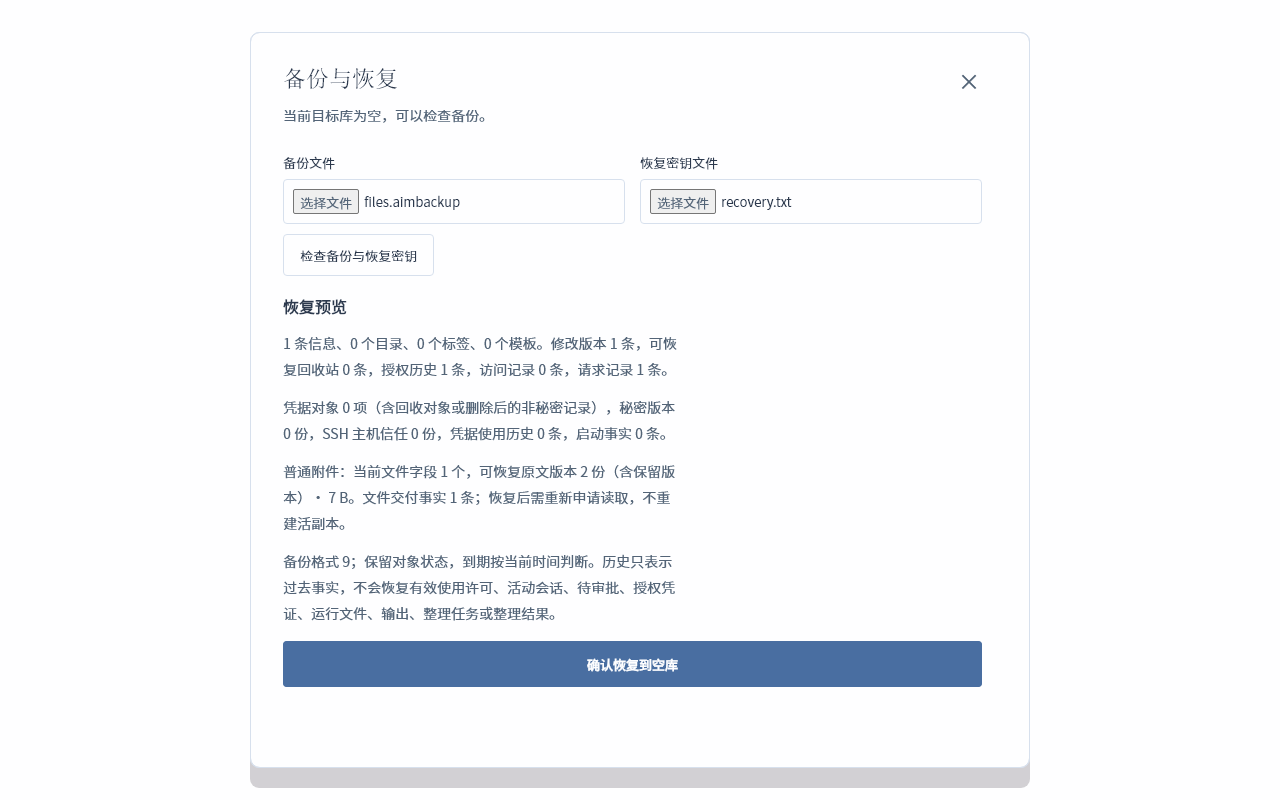 备份与恢复
当前目标库为空，可以检查备份。
备份文件
恢复密钥文件
选择文件 files.aimbackup
选择文件 recovery.txt
检查备份与恢复密钥
恢复预览
1 条信息、0 个目录、0 个标签、0 个模板。修改版本 1 条，可恢
复回收站 0 条，授权历史 1 条，访问记录 0 条，请求记录 1 条。
凭据对象 0 项（含回收对象或删除后的非秘密记录），秘密版本
0 份，SSH 主机信任 0 份，凭据使用历史 0 条，启动事实 0 条。
普通附件：当前文件字段 1 个，可恢复原文版本 2 份（含保留版
本）· 7 B。文件交付事实 1 条；恢复后需重新申请读取，不重
建活副本。
备份格式 9；保留对象状态，到期按当前时间判断。历史只表示
过去事实，不会恢复有效使用许可、活动会话、待审批、授权凭
证、运行文件、输出、整理任务或整理结果。
确认恢复到空库